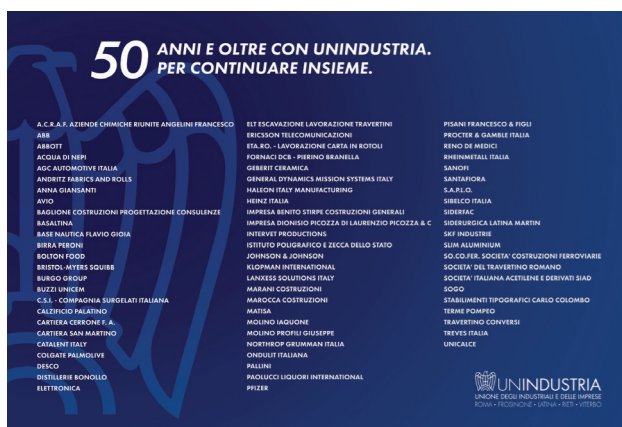 50 ANNI E OLTRE CON UNINDUSTRIA.
PER CONTINUARE INSIEME.
A.C.R.A.F. AZIENDE CHIMICHE RIUNITE ANGELINI FRANCESCO
ABB
ABBOTT
ACQUA DI NEPI
AGC AUTOMOTIVE ITALIA
ANDRITZ FABRICS AND ROLLS
ANNA GIANSANTI
AVIO
BAGLIONE COSTRUZIONI PROGETTAZIONE CONSULENZE
BASALTINA
BASE NAUTICA FLAVIO GIOIA
BIRRA PERONI
BOLTON FOOD
BRISTOL-MYERS SQUIBB
BURGO GROUP
BUZZI UNICEM
C.S.I. - COMPAGNIA SURGELATI ITALIANA
CALZIFICIO PALATINO
CARTIERA CERRONE F. A.
CARTIERA SAN MARTINO
CATALENT ITALY
COLGATE PALMOLIVE
DESCO
DISTILLERIE BONOLLO
ELETTRONICA
ELT ESCAVAZIONE LAVORAZIONE TRAVERTINI
ERICSSON TELECOMUNICAZIONI
ETA.RO. - LAVORAZIONE CARTA IN ROTOLI
FORNACI DCB - PIERINO BRANELLA
GEBERIT CERAMICA
GENERAL DYNAMICS MISSION SYSTEMS ITALY
HALEON ITALY MANUFACTURING
HEINZ ITALIA
IMPRESA BENITO STIRPE COSTRUZIONI GENERALI
IMPRESA DIONISIO PICOZZA DI LAURENZIO PICOZZA & C
INTERVET PRODUCTIONS
ISTITUTO POLIGRAFICO E ZECCA DELLO STATO
JOHNSON & JOHNSON
KLOPMAN INTERNATIONAL
LANXESS SOLUTIONS ITALY
MARANI COSTRUZIONI
MAROCCA COSTRUZIONI
MATISA
MOLINO IAQUONE
MOLINO PROFILI GIUSEPPE
NORTHROP GRUMMAN ITALIA
ONDULIT ITALIANA
PALLINI
PAOLUCCI LIQUORI INTERNATIONAL
PFIZER
PISANI FRANCESCO & FIGLI
PROCTER & GAMBLE ITALIA
RENO DE MEDICI
RHEINMETALL ITALIA
SANOFI
SANTAFIORA
S.A.P.L.O.
SIBELCO ITALIA
SIDERFAC
SIDERURGICA LATINA MARTIN
SKF INDUSTRIE
SLIM ALUMINIUM
SO.CO.FER. SOCIETA' COSTRUZIONI FERROVIARIE
SOCIETA' DEL TRAVERTINO ROMANO
SOCIETA' ITALIANA ACETILENE E DERIVATI SIAD
SOGO
STABILIMENTI TIPOGRAFICI CARLO COLOMBO
TERME POMPEO
TRAVERTINO CONVERSI
TREVES ITALIA
UNICALCE
UNINDUSTRIA
UNIONE DEGLI INDUSTRIALI E DELLE IMPRESE
ROMA • FROSINONE • LATINA • RIETI • VITERBO